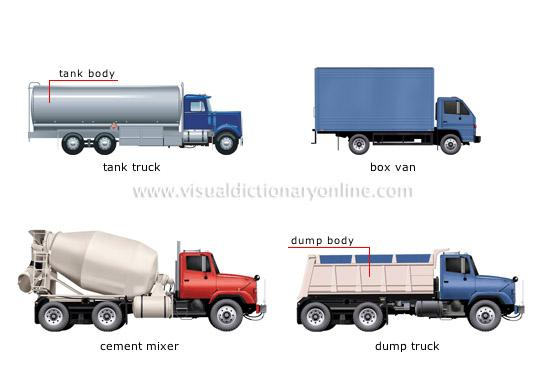 tank body
tank truck
box van
www.visualdictionaryonline.com
dump body
cement mixer
dump truck